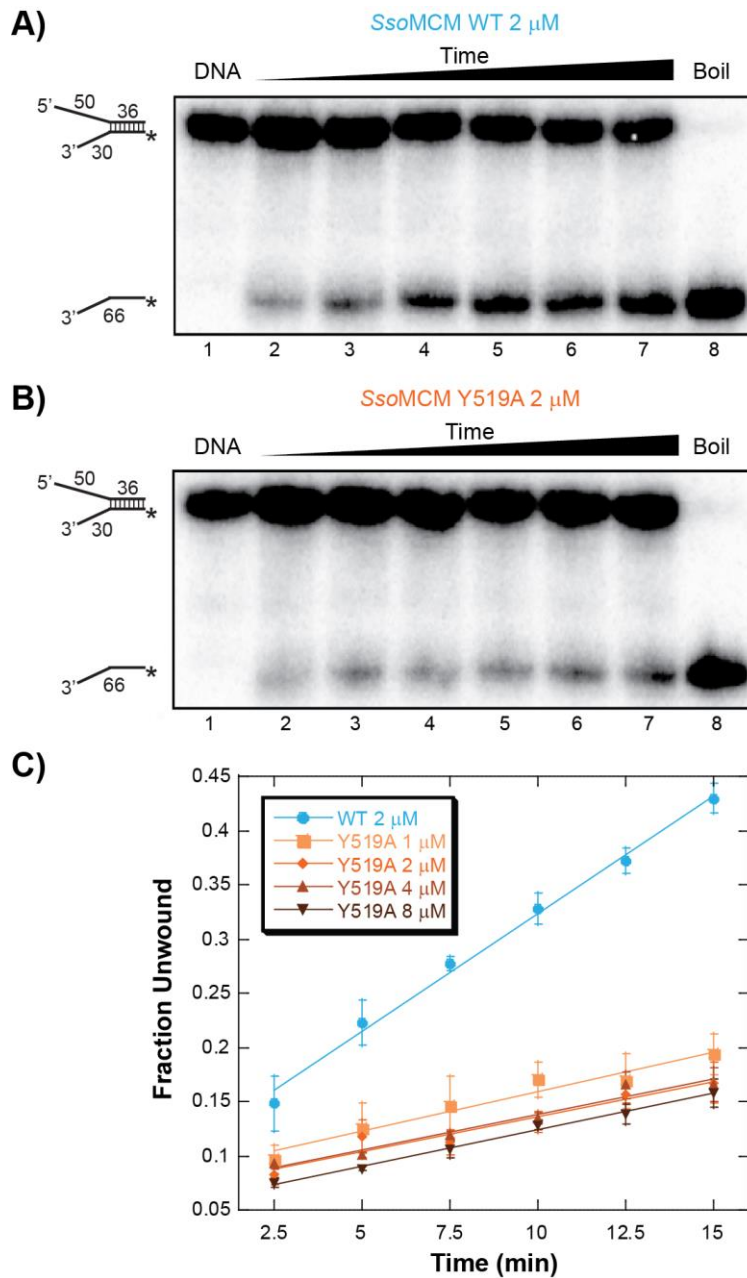 A)
SsoMCM WT 2 μM
DNA Time Boil
5' 50 36
*
3' 30
3' 66 *
1 2 3 4 5 6 7 8
B)
SsoMCM Y519A 2 μM
DNA Time Boil
5' 50 36
*
3' 30
3' 66 *
1 2 3 4 5 6 7 8
C)
0.45
0.4
0.35
0.3
0.25
0.2
0.15
0.1
0.05
Fraction Unwound
WT 2 μM
Y519A 1 μM
Y519A 2 μM
Y519A 4 μM
Y519A 8 μM
2.5 5 7.5 10 12.5 15
Time (min)